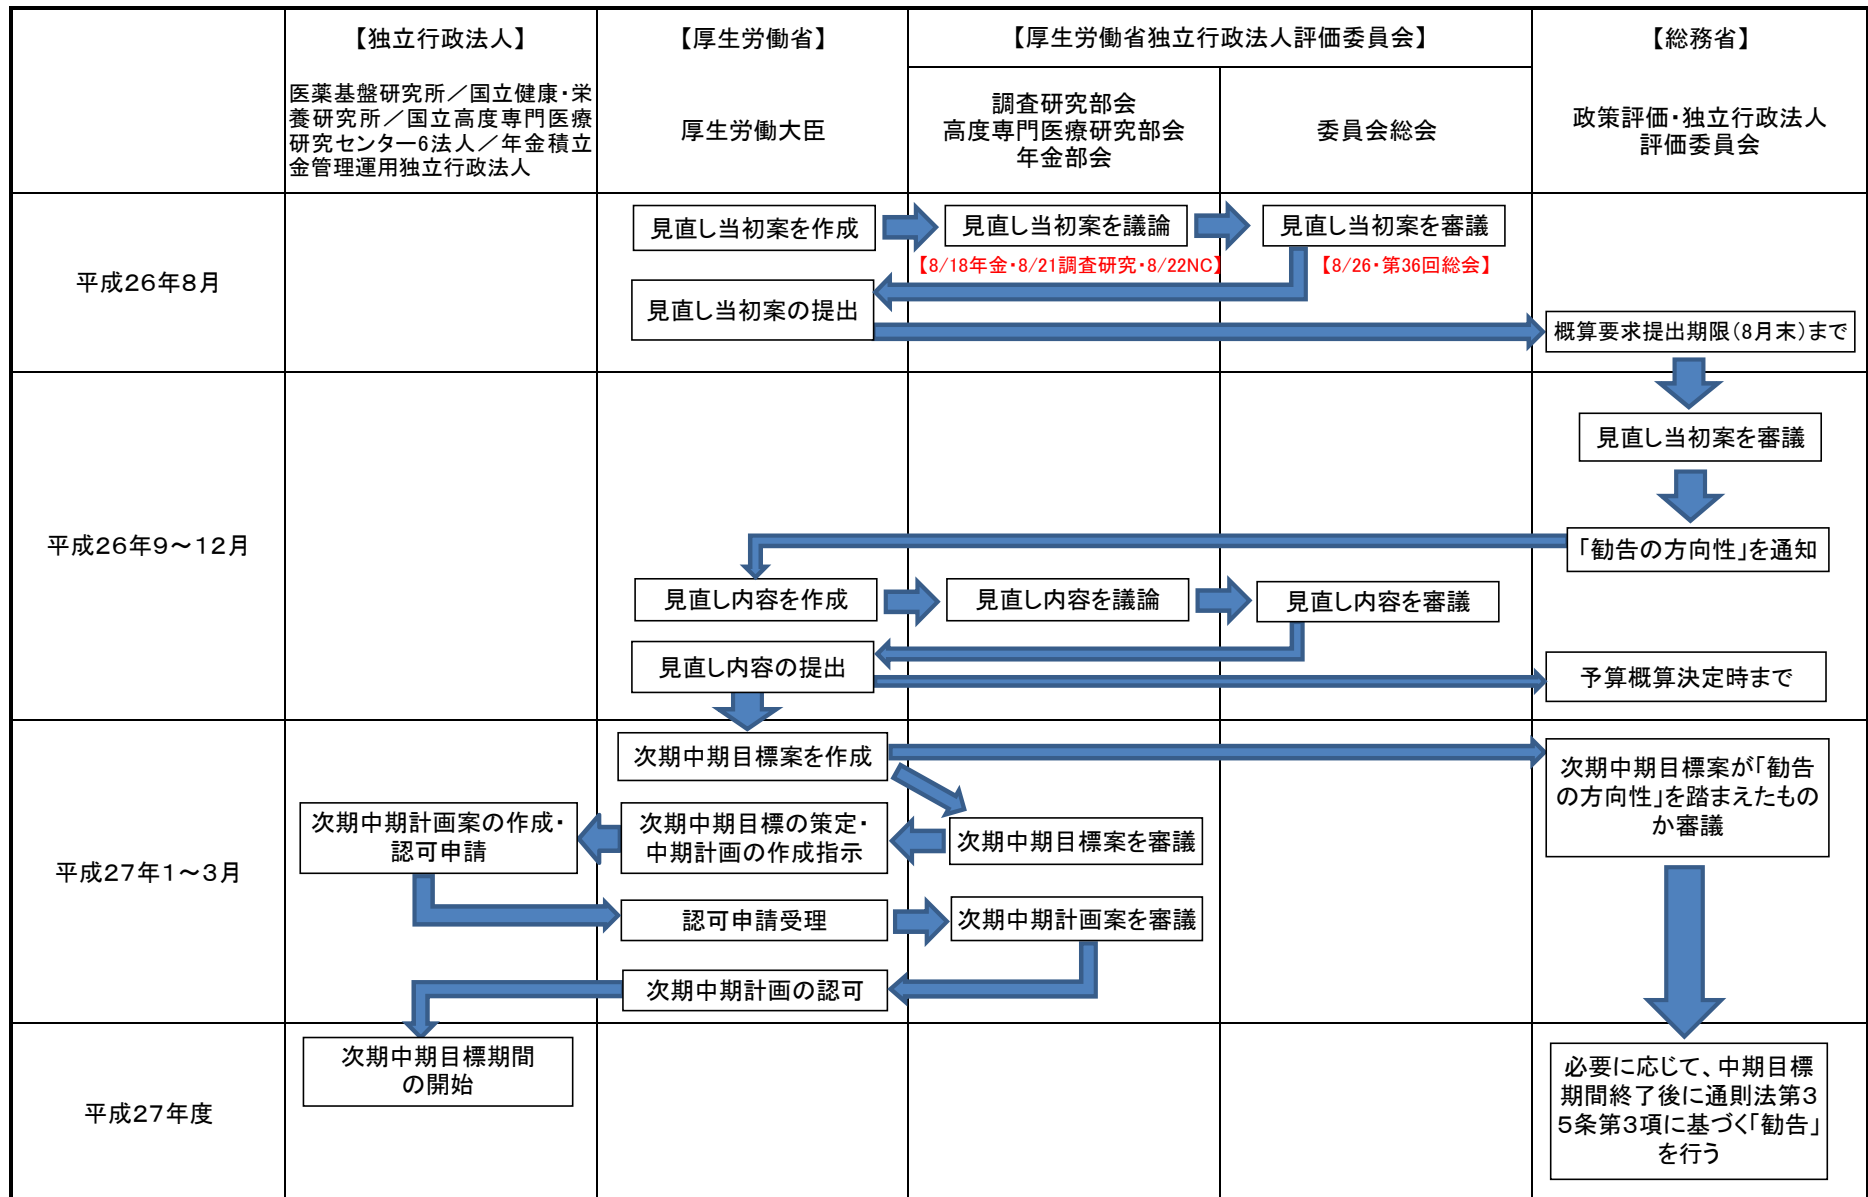 【独立行政法人】
医薬基盤研究所／国立健康・栄
養研究所／国立高度専門医療
研究センター6法人／年金積立
金管理運用独立行政法人
【厚生労働省】
厚生労働大臣
【厚生労働省独立行政法人評価委員会】
調査研究部会
高度専門医療研究部会
年金部会
委員会総会
【総務省】
政策評価・独立行政法人
評価委員会
平成26年8月
見直し当初案を作成
見直し当初案を議論
見直し当初案を審議
【8/18年金・8/21調査研究・8/22NC】
【8/26・第36回総会】
見直し当初案の提出
概算要求提出期限（8月末）まで
平成26年9～12月
見直し当初案を審議
「勧告の方向性」を通知
見直し内容を作成
見直し内容を議論
見直し内容を審議
見直し内容の提出
予算概算決定時まで
平成27年1～3月
次期中期目標案を作成
次期中期目標案が「勧告
の方向性」を踏まえたもの
か審議
次期中期計画案の作成・
認可申請
次期中期目標の策定・
中期計画の作成指示
次期中期目標案を審議
認可申請受理
次期中期計画案を審議
次期中期計画の認可
平成27年度
次期中期目標期間
の開始
必要に応じて、中期目標
期間終了後に通則法第3
5条第3項に基づく「勧告」
を行う